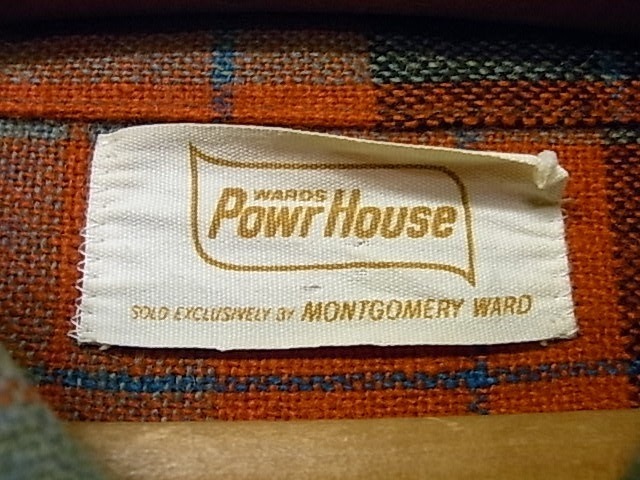 WARDS
PowrHouse
SOLD EXCLUSIVELY BY MONTGOMERY WARD